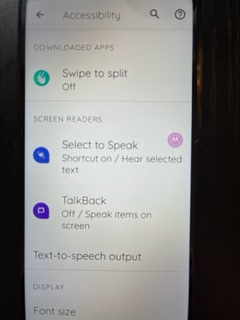 Accessibility
DOWNLOADED APPS
Swipe to split
Off
SCREEN READERS
Select to Speak
Shortcut on / Hear selected
text
TalkBack
Off / Speak items on
screen
Text-to-speech output
DISPLAY
Font size